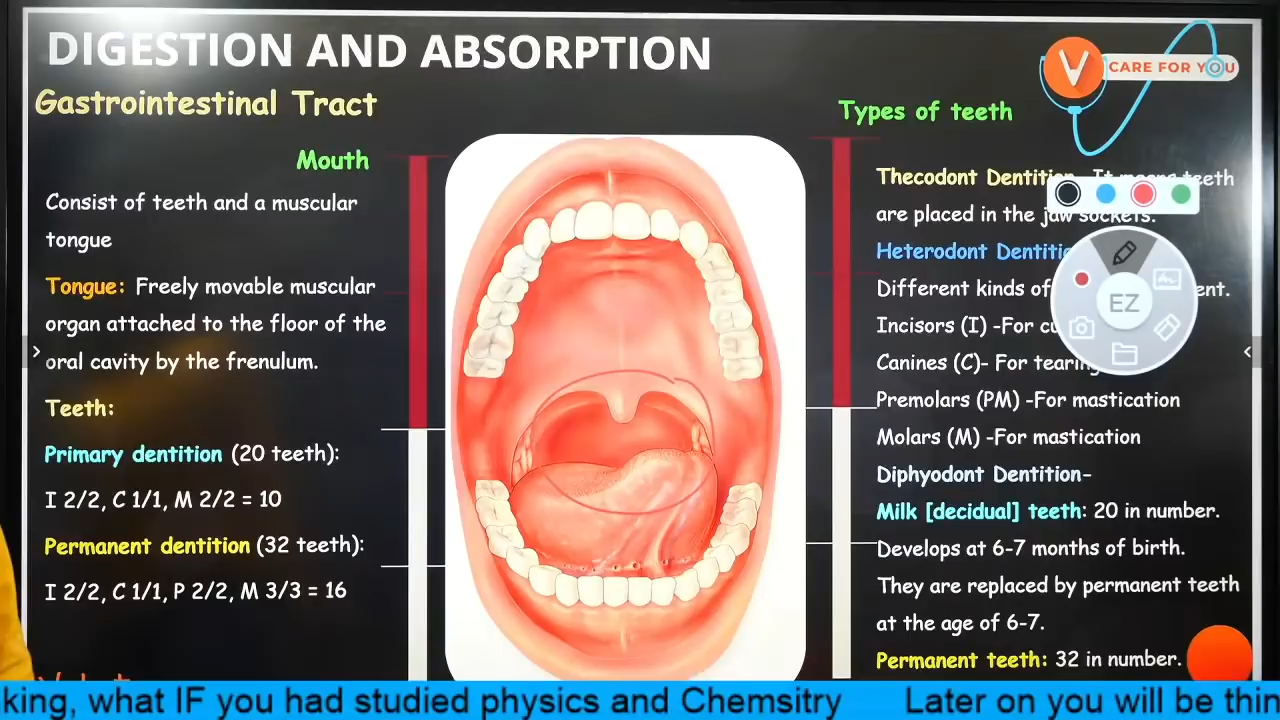 DIGESTION AND ABSORPTION
CARE FOR YOU
Gastrointestinal Tract
Mouth
Consist of teeth and a muscular
tongue
Tongue: Freely movable muscular
organ attached to the floor of the
oral cavity by the frenulum.
Teeth:
Primary dentition (20 teeth):
I 2/2, C 1/1, M 2/2 = 10
Permanent dentition (32 teeth):
I 2/2, C 1/1, P 2/2, M 3/3 = 16
Types of teeth
Thecodont Dentition teeth
are placed in the jaw sockets.
Heterodont
Different kinds of
Incisors (I) -For
Canines (C)- For tearing
Premolars (PM) -For mastication
Molars (M) -For mastication
Diphyodont Dentition-
Milk [decidual] teeth: 20 in number.
Develops at 6-7 months of birth.
They are replaced by permanent teeth
at the age of 6-7.
Permanent teeth: 32 in number.
EZ
king, what IF you had studied physics and Chemsitry Later on you will be thin